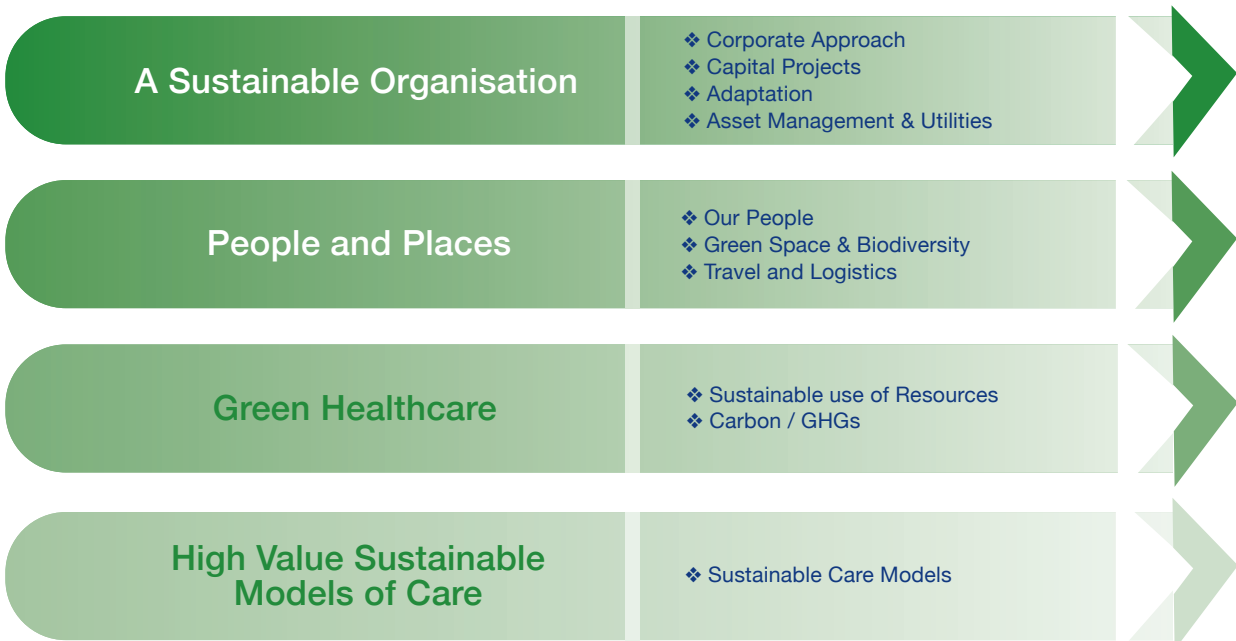 A Sustainable Organisation
❖ Corporate Approach
❖ Capital Projects
❖ Adaptation
❖ Asset Management & Utilities
People and Places
❖ Our People
❖ Green Space & Biodiversity
❖ Travel and Logistics
Green Healthcare
❖ Sustainable use of Resources
❖ Carbon / GHGs
High Value Sustainable
Models of Care
❖ Sustainable Care Models